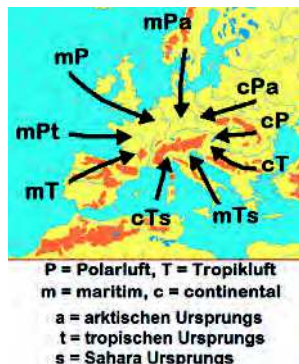 mPa
mP
cPa
cP
mPt
cT
mT
cTs
mTs
P = Polarluft, T = Tropikluft
m = maritim, c = continental
a = arktischen Ursprungs
t = tropischen Ursprungs
s = Sahara Ursprungs